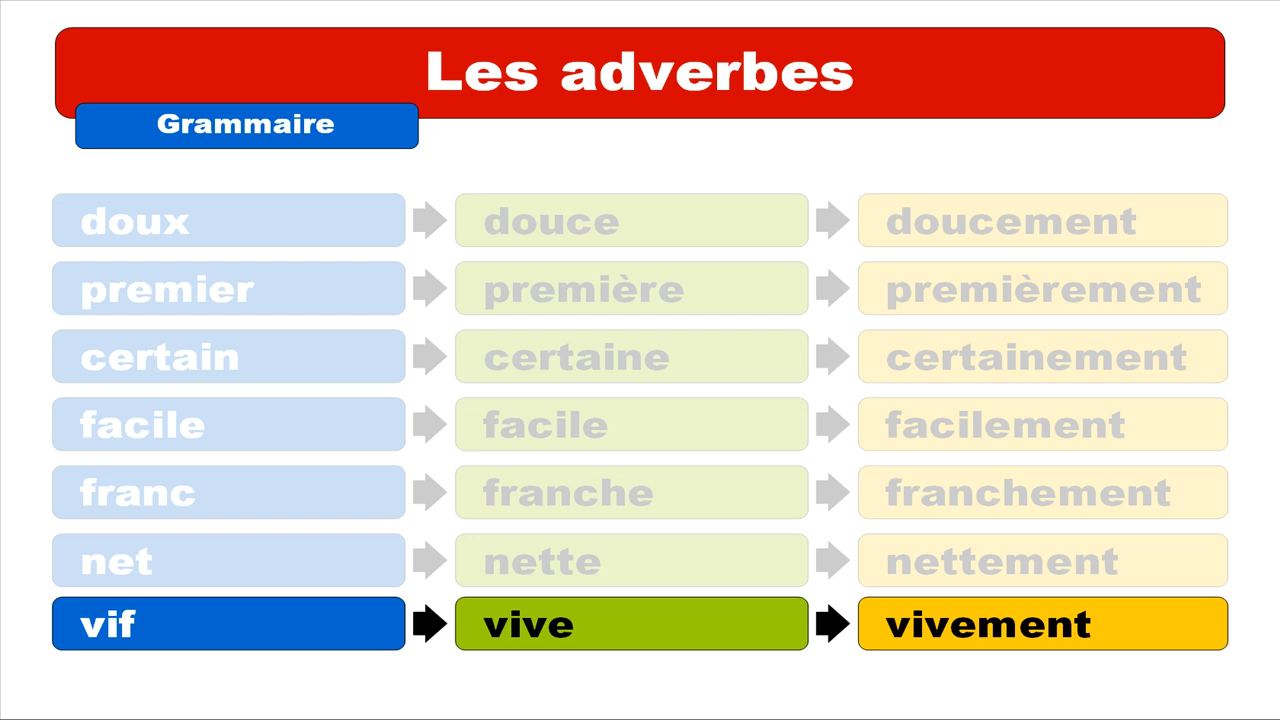 Les adverbes
Grammaire
doux douce doucement
premier première premièrement
certain certaine certainement
facile facile facilement
franc franche franchement
net nette nettement
vif vive vivement